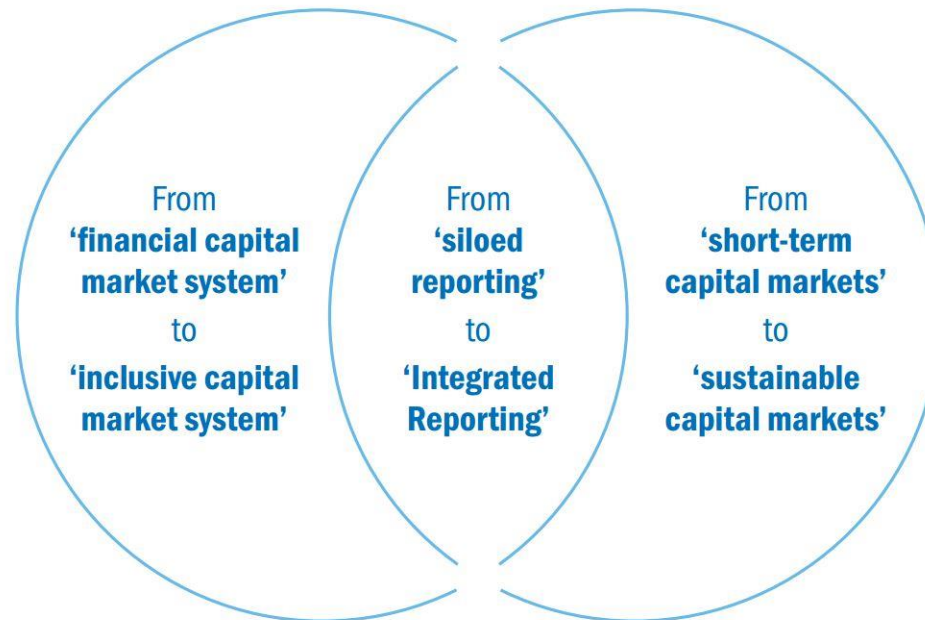 From
‘financial capital
market system’
to
‘inclusive capital
market system’
From
‘siloed
reporting’
to
‘Integrated
Reporting’
From
‘short-term
capital markets’
to
‘sustainable
capital markets’